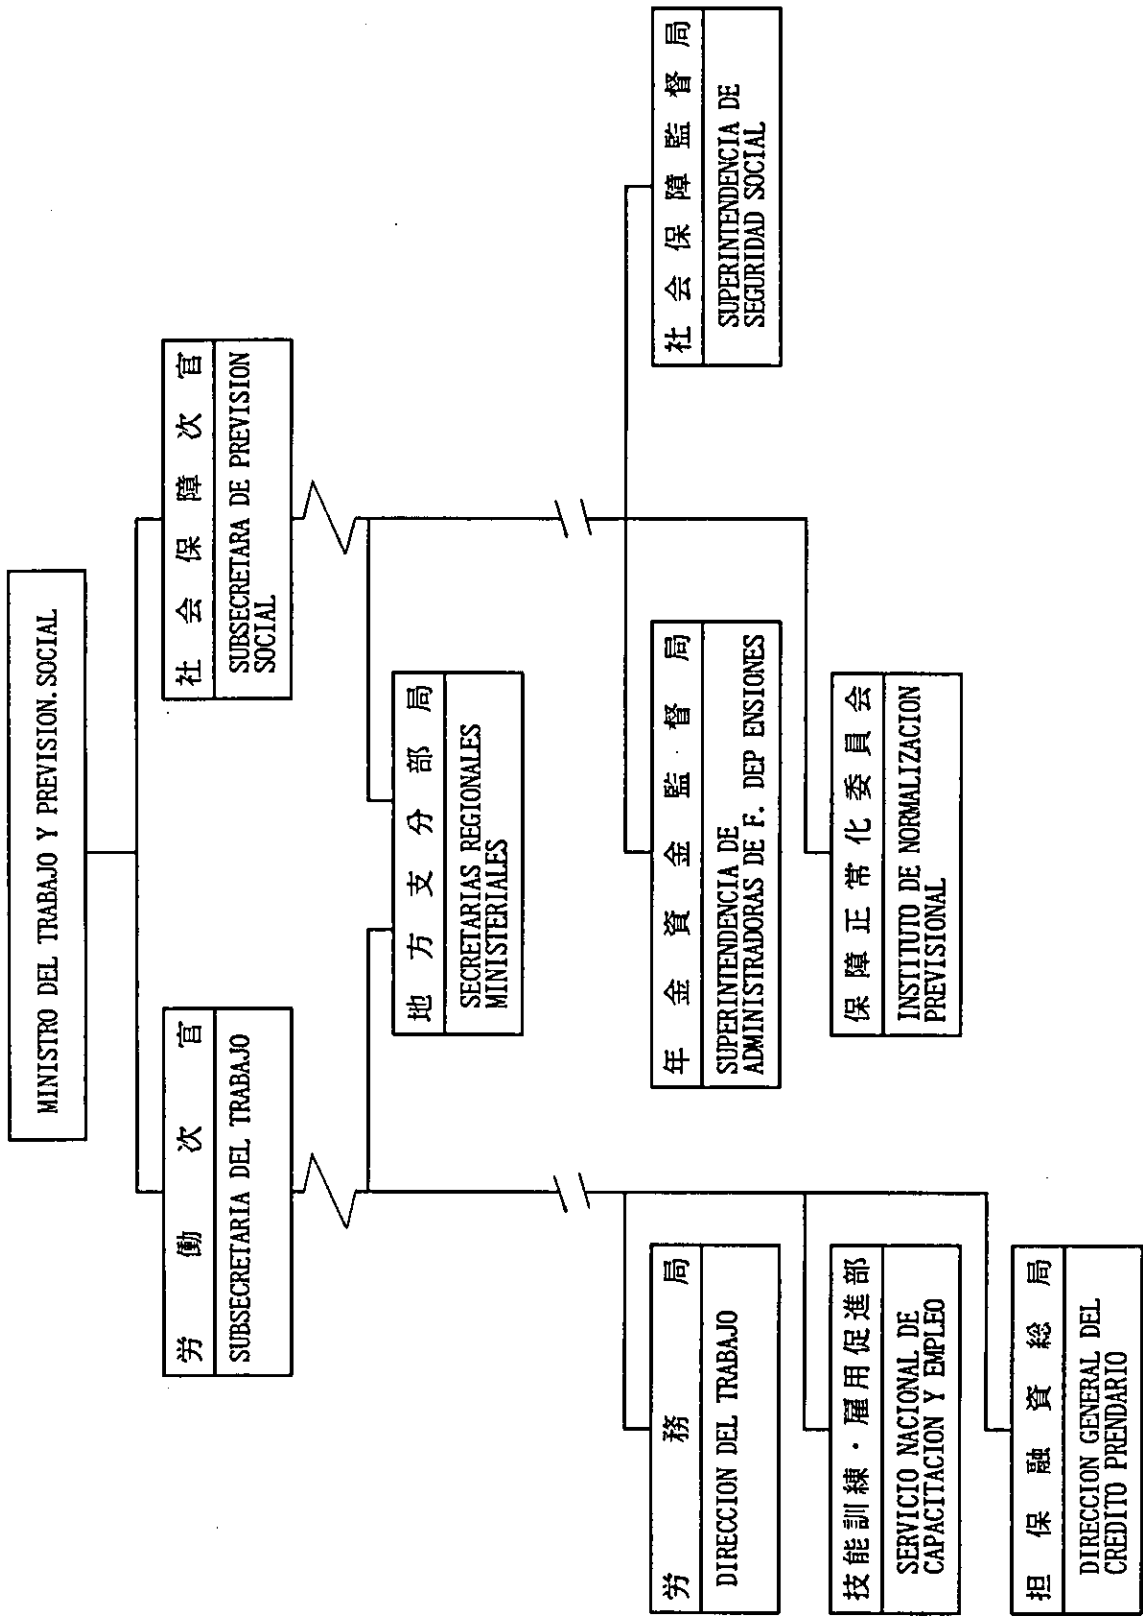 MINISTRO DEL TRABAJO Y PREVISION.SOCIAL
労働次官
SUBSECRETARIA DEL TRABAJO
社会保障次官
SUBSECRETARA DE PREVISION
SOCIAL
地方支分部局
SECRETARIAS REGIONALES
MINISTERIALES
労務局
DIRECCION DEL TRABAJO
年金資金監督局
SUPERINTENDENCIA DE
ADMINISTRADORAS DE F. DEP ENSIONES
社会保障監督局
SUPERINTENDENCIA DE
SEGURIDAD SOCIAL
技能訓練・雇用促進部
SERVICIO NACIONAL DE
CAPACITACION Y EMPLEO
保障正常化委員会
INSTITUTO DE NORMALIZACION
PREVISIONAL
担保融資総局
DIRECCION GENERAL DEL
CREDITO PRENDARIO